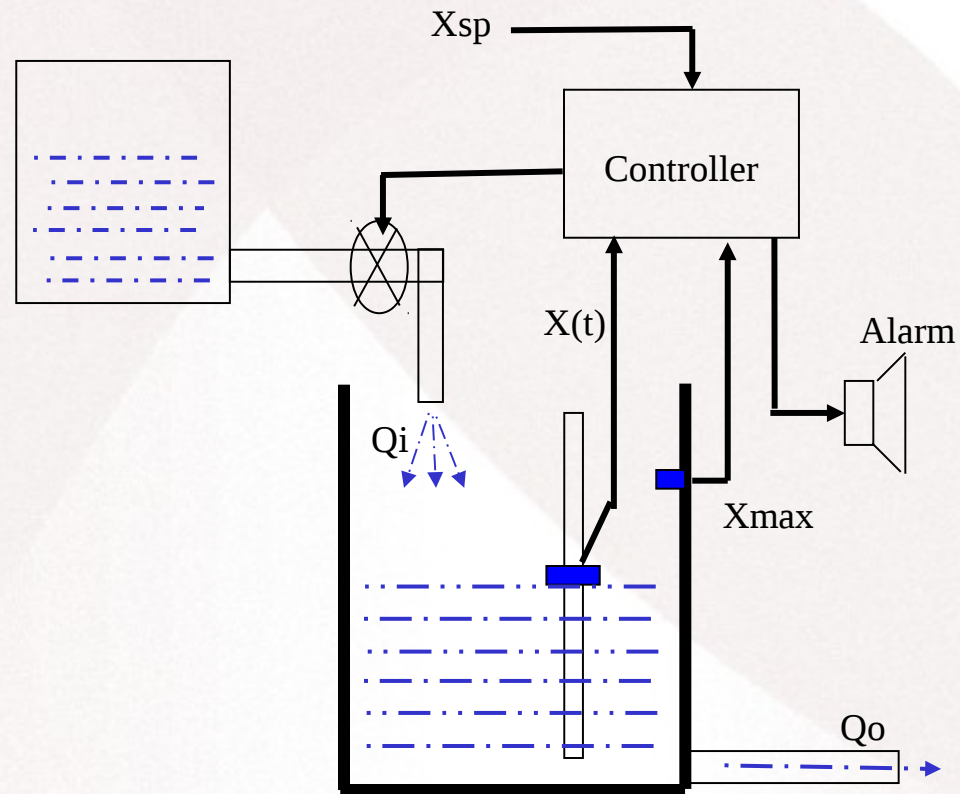 Xsp
Controller
X(t)
Alarm
Qi
Xmax
Qo